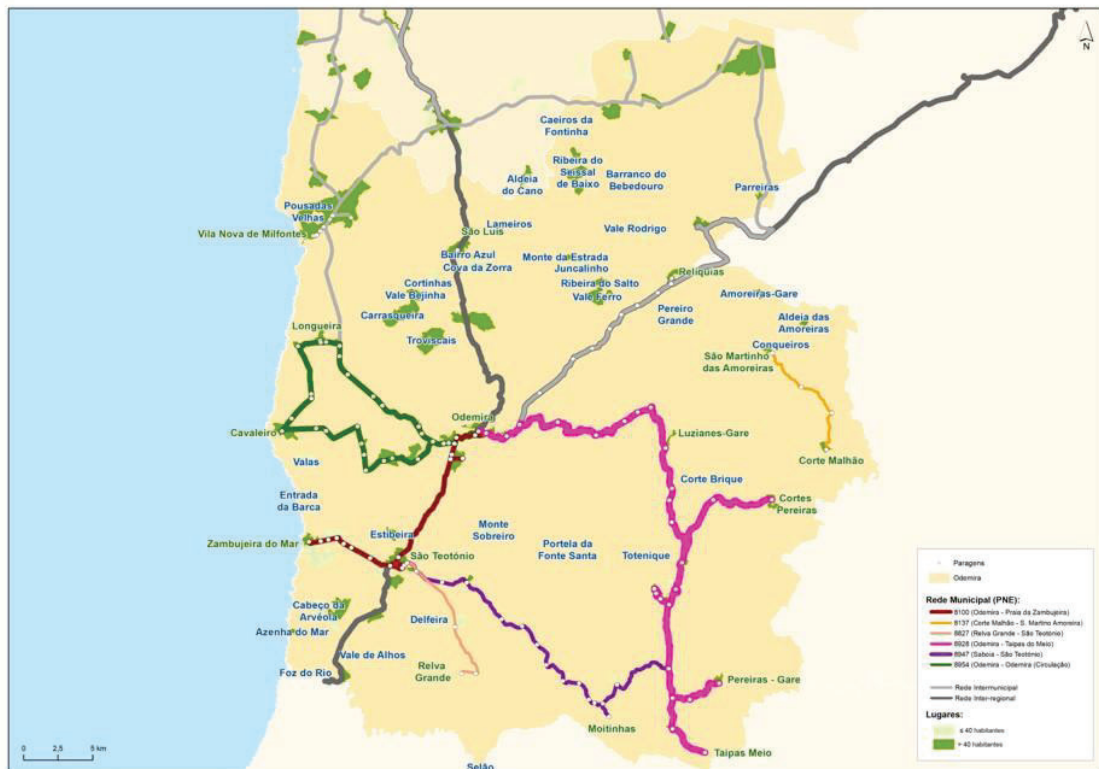 N
Caeiros da
Fontinha
Ribeira do
Seissal
de Baixo
Aldeia
do Cano
Barranco do
Bebedouro
Parreiras
Pousadas
Velhas
Vila Nova de Milfontes
Lameiros
São Luís
Vale Rodrigo
Bairro Azul
Cova da Zorra
Monte da Estrada
Juncalinho
Relíquias
Cortinhas
Vale Bejinha
Ribeira do Salto
Vale Ferro
Amoreiras-Gare
Carrasqueira
Pereiro
Grande
Aldeia das
Amoreiras
Longueira
Troviscais
Conqueiros
São Martinho
das Amoreiras
Odemira
Cavaleiro
Luzianes-Gare
Valas
Corte Malhão
Corte Brique
Entrada
da Barca
Cortes
Pereiras
Zambujeira do Mar
Estibeira
Monte
Sobreiro
Portela da
Fonte Santa
Totenique
São Teotónio
Cabeço da
Arvéola
Delfeira
Azenha do Mar
Vale de Alhos
Foz do Rio
Relva
Grande
Pereiras - Gare
Moitinhas
Taipas Meio
Selão
0 2,5 5 km
Paragens
Odemira
Rede Municipal (PNE):
8100 (Odemira - Praia da Zambujeira)
8137 (Corte Malhão - S. Martino Amoreira)
8827 (Relva Grande - São Teotónio)
8928 (Odemira - Taipas do Meio)
8947 (Saboia - São Teotónio)
8954 (Odemira - Odemira (Circulação)
Rede Intermunicipal
Rede Inter-regional
Lugares:
≤ 40 habitantes
> 40 habitantes